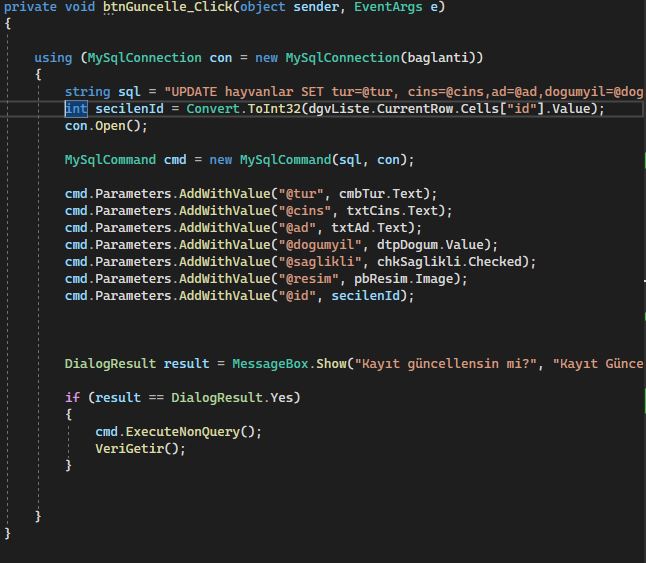 private void btnGuncelle_Click(object sender, EventArgs e)
{
using (MySqlConnection con = new MySqlConnection(baglanti))
{
string sql = "UPDATE hayvanlar SET tur=@tur, cins=@cins,ad=@ad,dogumyil=@dog
int secilenId = Convert.ToInt32(dgvListe.CurrentRow.Cells["id"].Value);
con.Open();
MySqlCommand cmd = new MySqlCommand(sql, con);
cmd.Parameters.AddWithValue("@tur", cmbTur.Text);
cmd.Parameters.AddWithValue("@cins", txtCins.Text);
cmd.Parameters.AddWithValue("@ad", txtAd.Text);
cmd.Parameters.AddWithValue("@dogumyil", dtpDogum.Value);
cmd.Parameters.AddWithValue("@saglikli", chkSaglikli.Checked);
cmd.Parameters.AddWithValue("@resim", pbResim.Image);
cmd.Parameters.AddWithValue("@id", secilenId);
DialogResult result = MessageBox.Show("Kayıt güncellensin mi?", "Kayıt Günce
if (result == DialogResult.Yes)
{
cmd.ExecuteNonQuery();
VeriGetir();
}
}
}